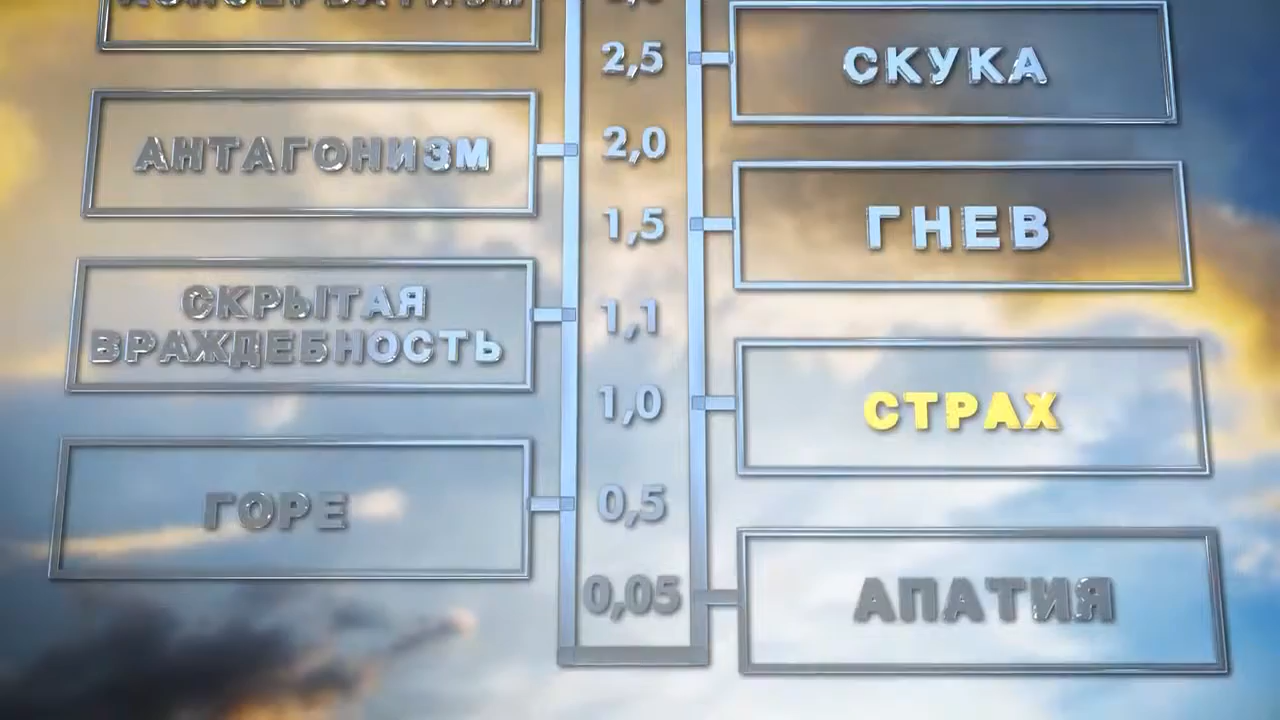 2,5
СКУКА
АНТАГОНИЗМ
2,0
1,5
ГНЕВ
СКРЫТАЯ
ВРАЖДЕБНОСТЬ
1,1
1,0
СТРАХ
ГОРЕ
0,5
0,05
АПАТИЯ